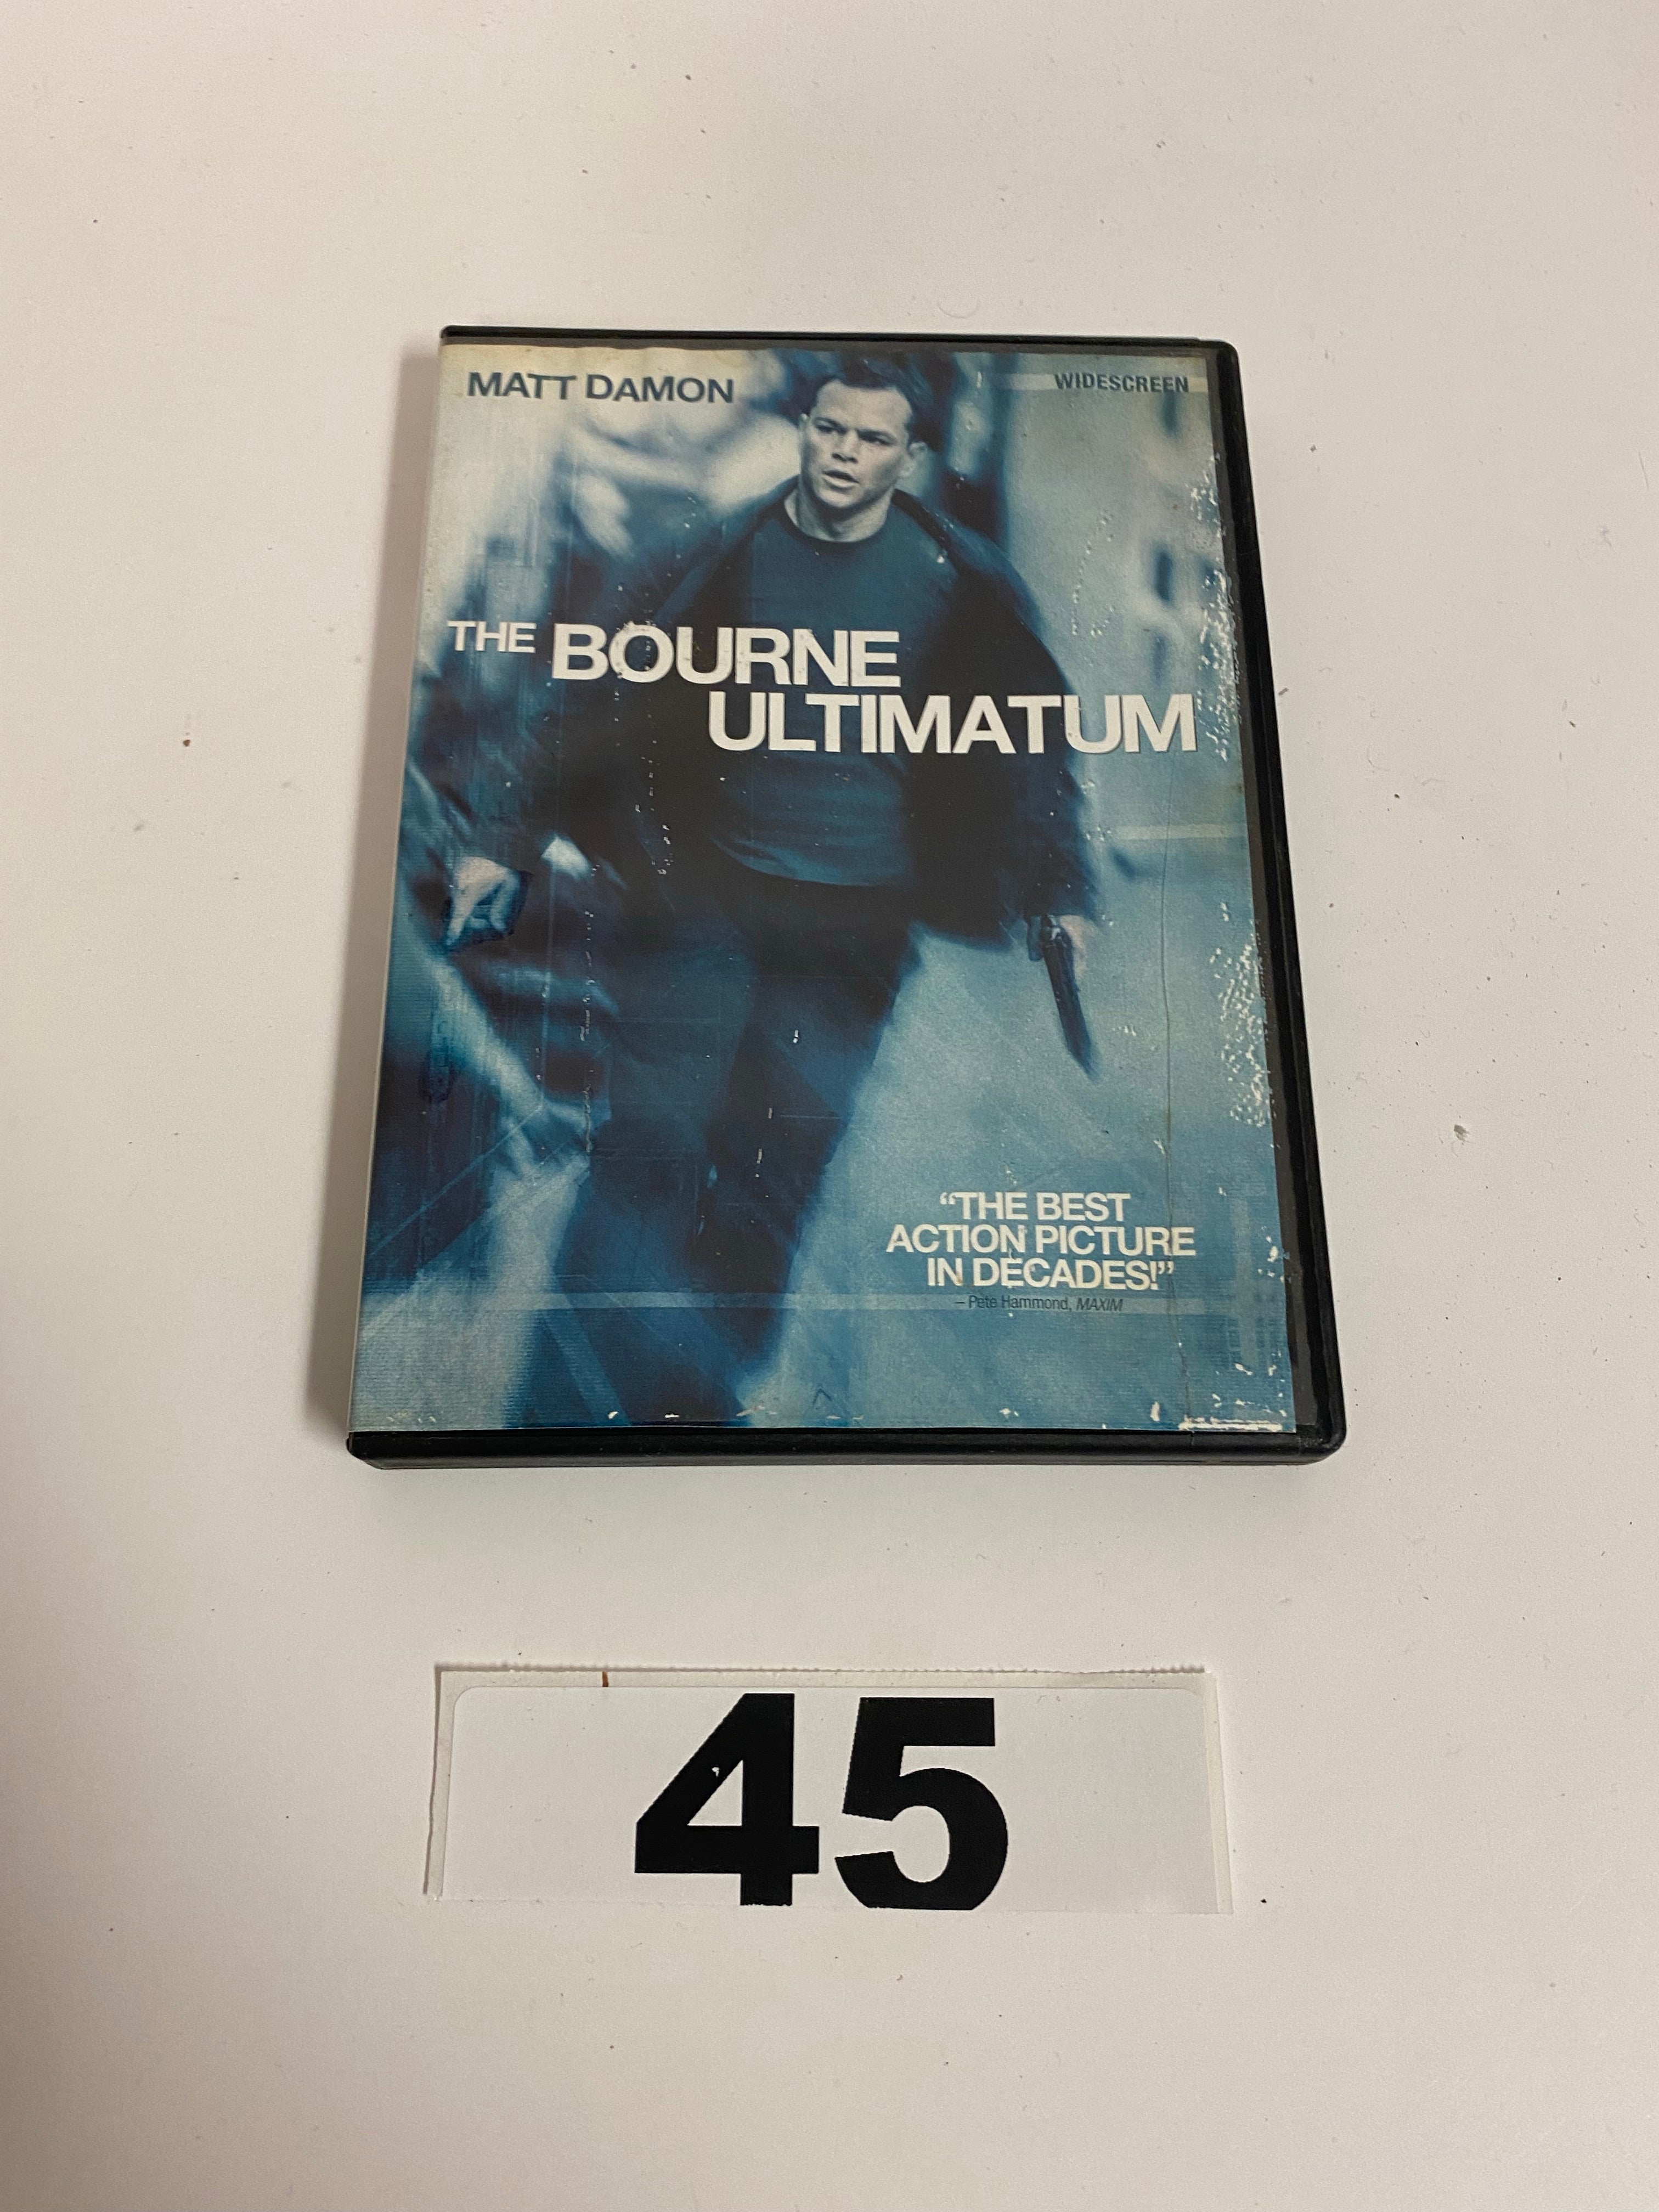 MATT DAMON
WIDESCREEN
THE BOURNE
ULTIMATUM
“THE BEST
ACTION PICTURE
IN DECADES!”
– Pete Hammond, MAXIM
45